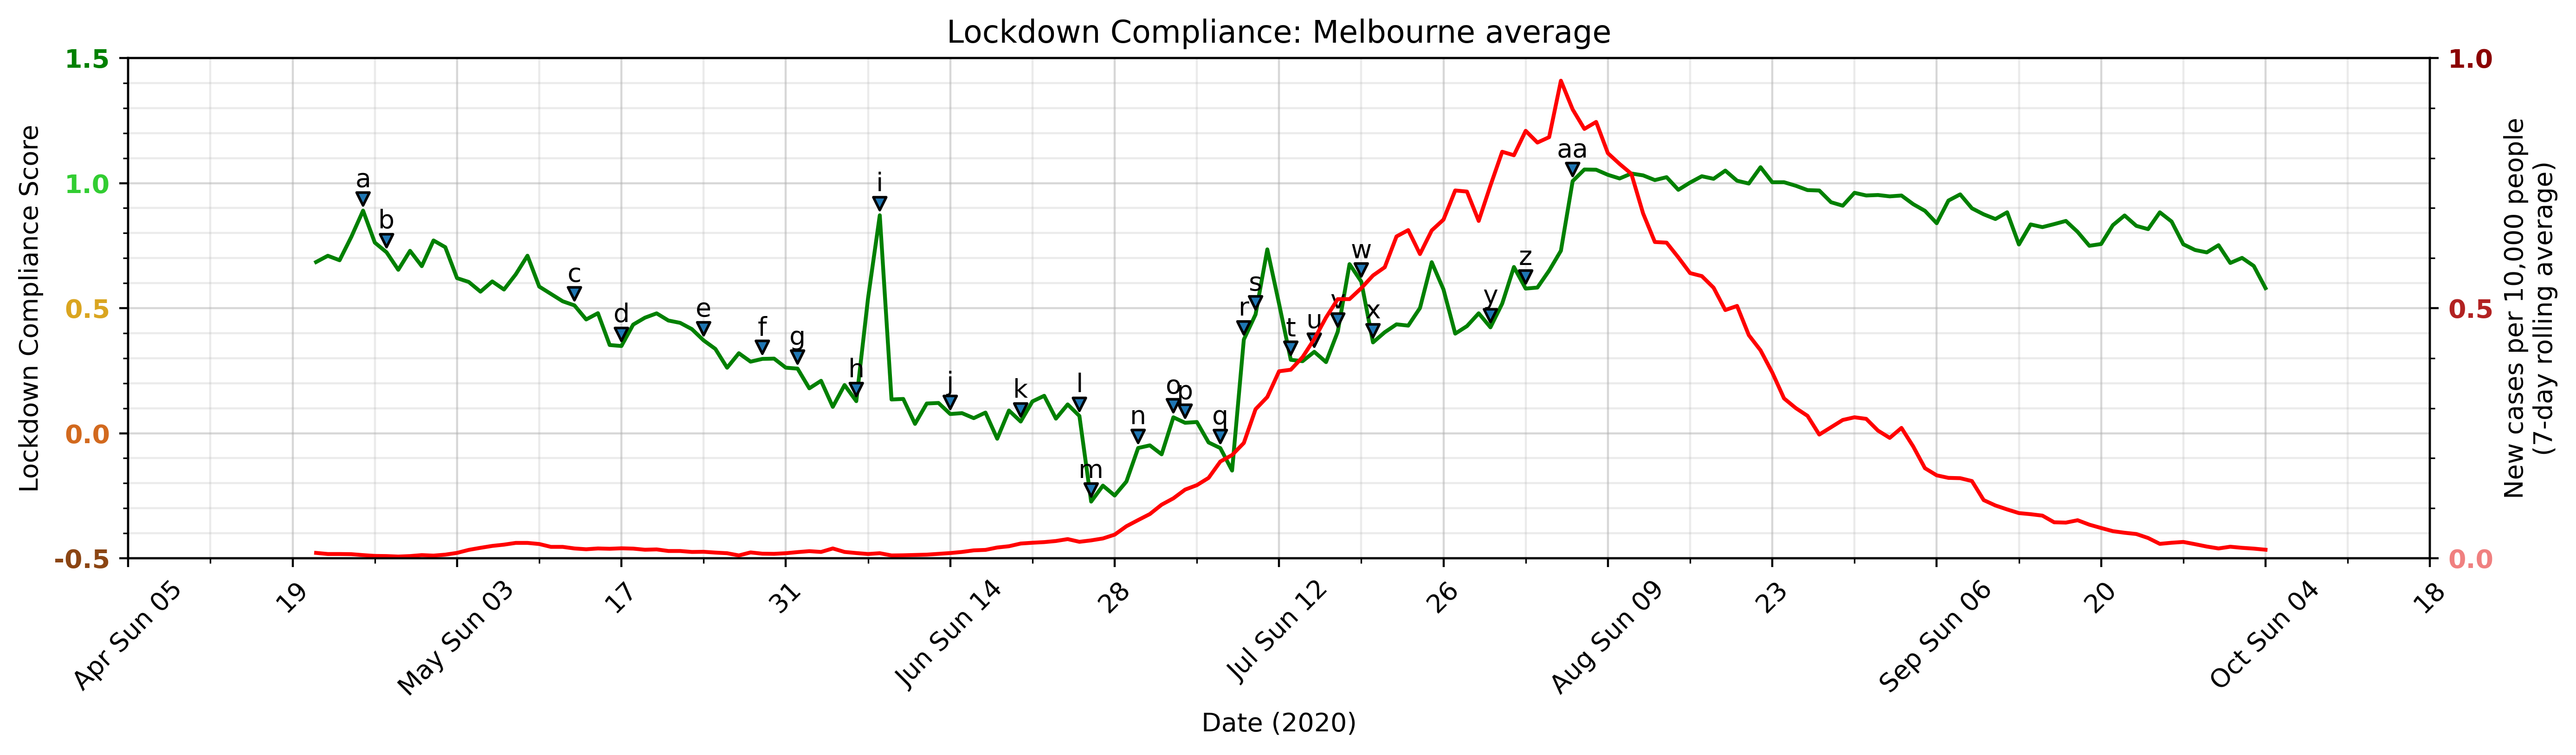 Lockdown Compliance: Melbourne average
Lockdown Compliance Score
1.5
1.0
0.5
0.0
-0.5
a
b
c
d
e
f
g
h
i
j
k
l
m
n
o
p
q
r
s
t
u
v
w
x
y
z
aa
1.0
0.5
0.0
New cases per 10,000 people
(7-day rolling average)
Apr Sun 05
19
May Sun 03
17
31
Jun Sun 14
28
Jul Sun 12
26
Aug Sun 09
23
Sep Sun 06
20
Oct Sun 04
18
Date (2020)